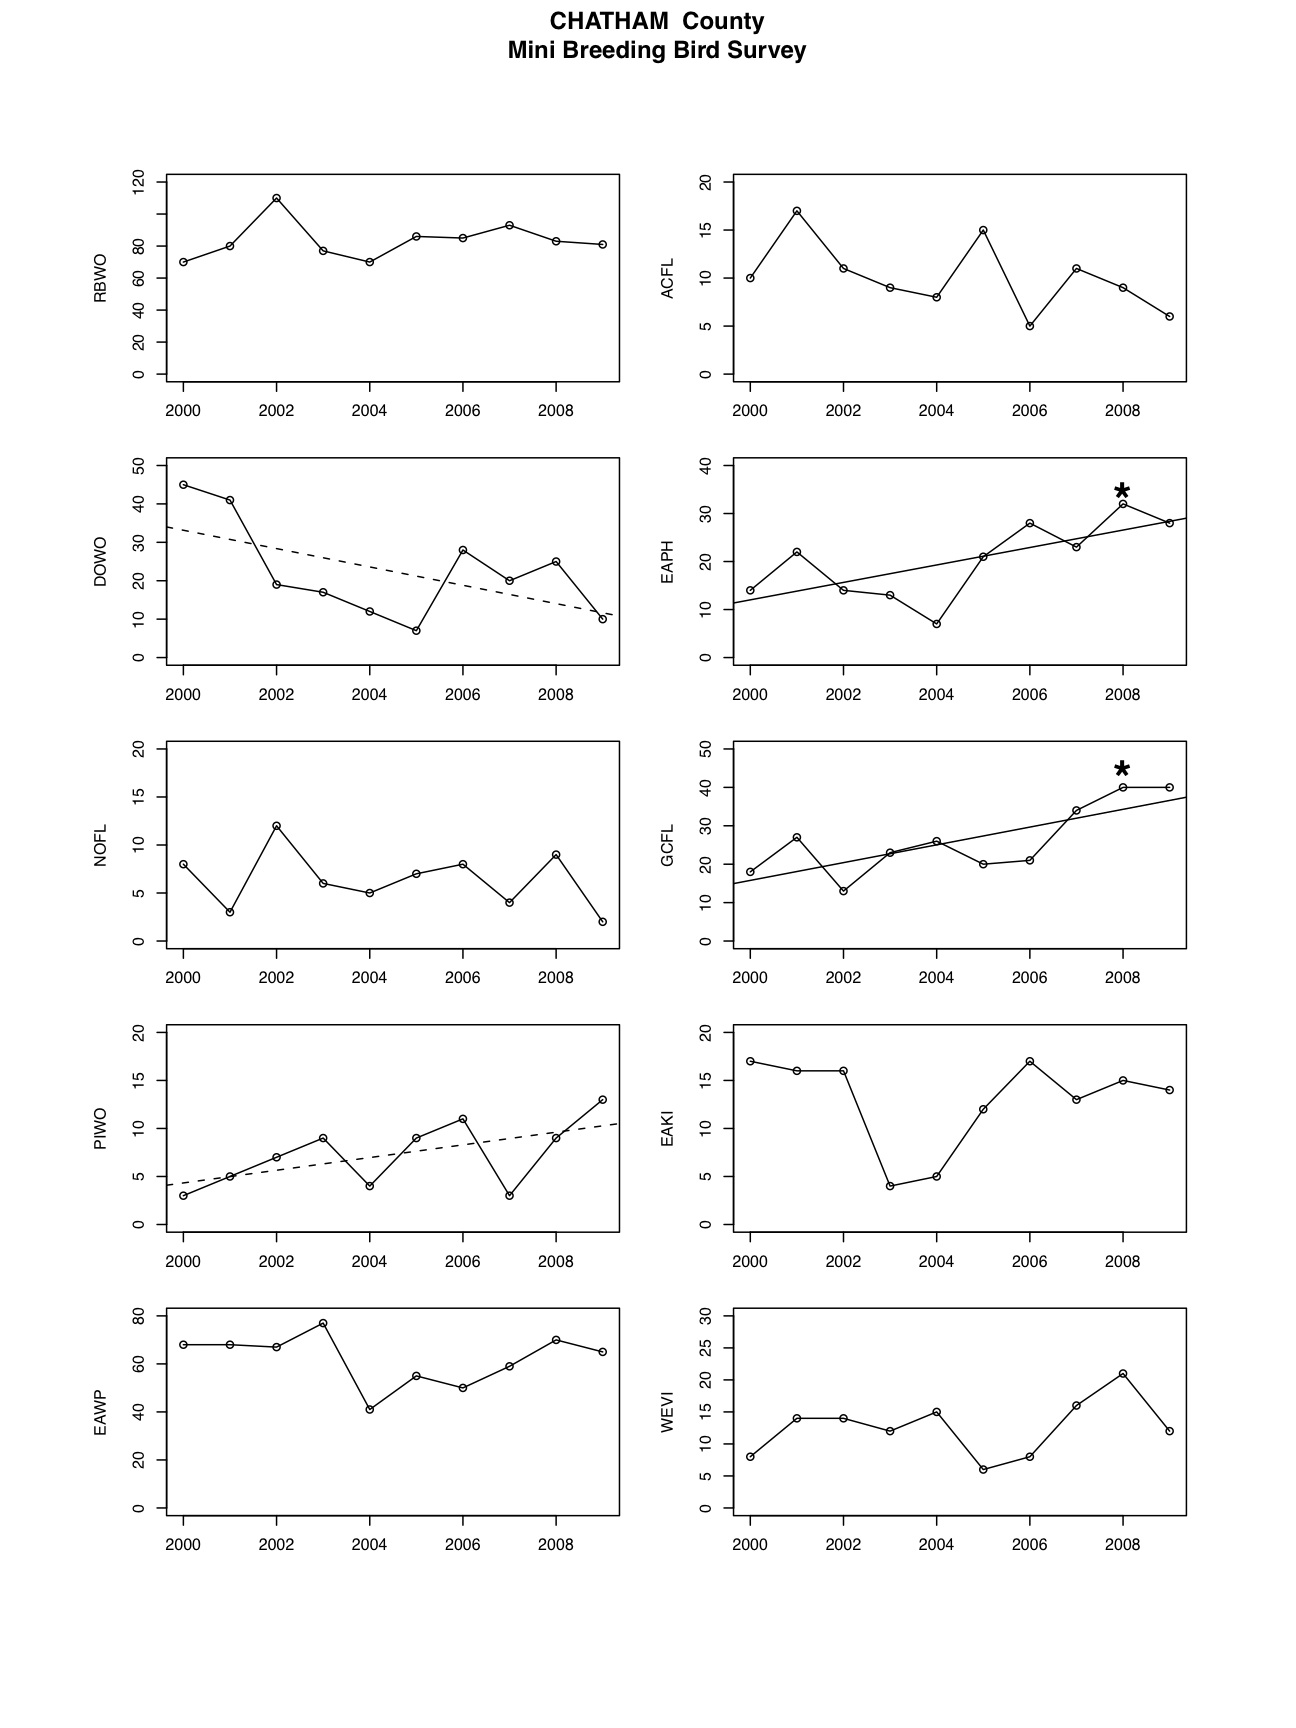 CHATHAM County
Mini Breeding Bird Survey
RBWO
0 20 40 60 80 120
2000 2002 2004 2006 2008
ACFL
0 5 10 15 20
2000 2002 2004 2006 2008
DOWO
0 10 20 30 40 50
2000 2002 2004 2006 2008
EAPH
0 10 20 30 40
*
2000 2002 2004 2006 2008
NOFL
0 5 10 15 20
2000 2002 2004 2006 2008
GCFL
0 10 20 30 40 50
*
2000 2002 2004 2006 2008
PIWO
0 5 10 15 20
2000 2002 2004 2006 2008
EAKI
0 5 10 15 20
2000 2002 2004 2006 2008
EAWP
0 20 40 60 80
2000 2002 2004 2006 2008
WEVI
0 5 10 15 20 25 30
2000 2002 2004 2006 2008